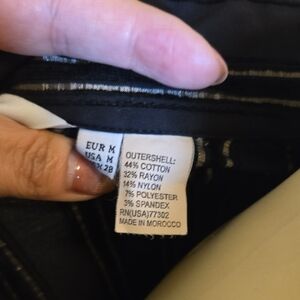 EUR M
USA M
28
OUTERSHELL:
44% COTTON
32% RAYON
14% NYLON
7% POLYESTER
3% SPANDEX
RN(USA)77302
MADE IN MOROCCO